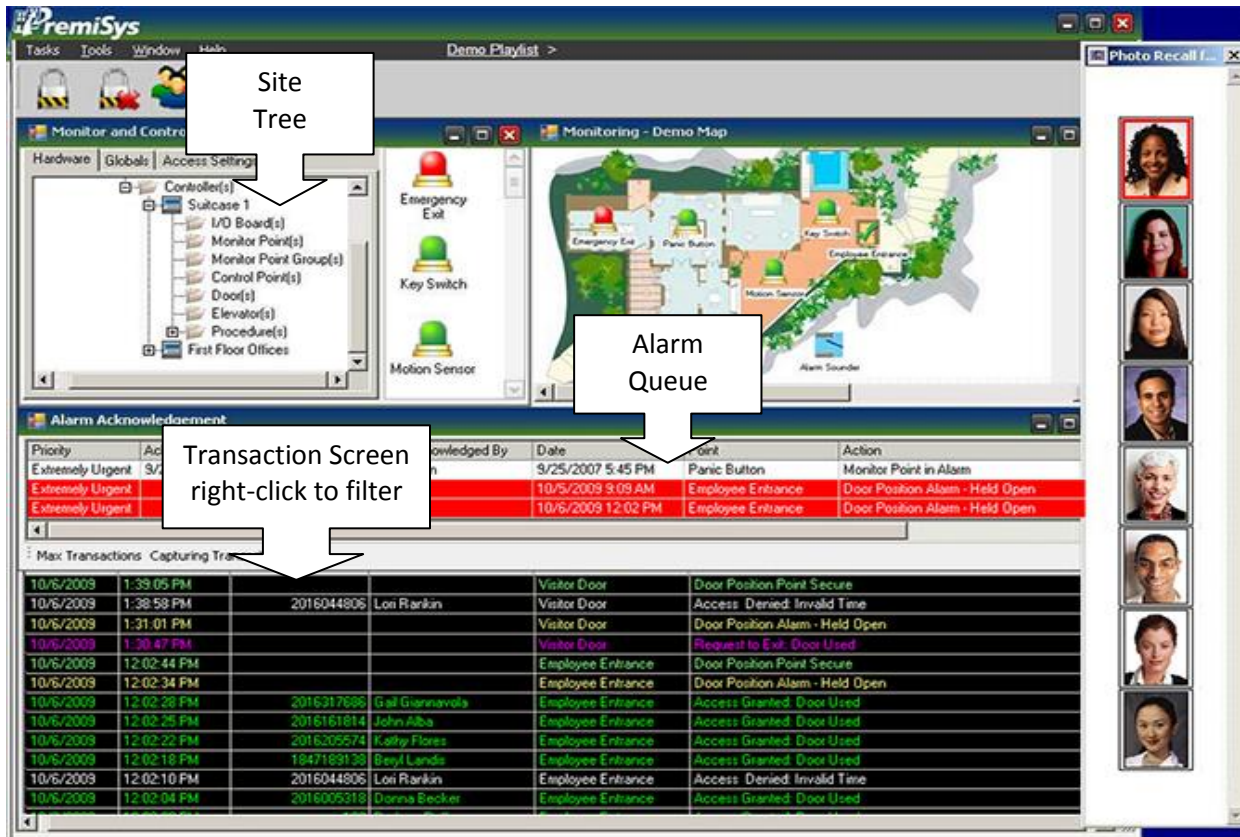 PremiSys
Tasks Tools Window Help Demo Playlist >
Photo Recall f...
Site
Tree
Monitor and Contro
Monitoring - Demo Map
Hardware Globals Access Settings
Controller(s)
Suitcase 1
I/O Board(s)
Monitor Point(s)
Monitor Point Group(s)
Control Point(s)
Door(s)
Elevator(s)
Procedure(s)
First Floor Offices
Emergency
Exit
Key Switch
Motion Sensor
Emergency Exit
Panic Button
Key Switch
Employee Entrance
Motion Sensor
Alarm Sounder
Alarm
Queue
Alarm Acknowledgement
Transaction Screen
right-click to filter
Priority Date Point Action
Extremely Urgent 9/25/2007 5:45 PM Panic Button Monitor Point in Alarm
Extremely Urgent 10/5/2009 9:09 AM Employee Entrance Door Position Alarm - Held Open
Extremely Urgent 10/6/2009 12:02 PM Employee Entrance Door Position Alarm - Held Open
Max Transactions Capturing
10/6/2009 1:39:05 PM Visitor Door Door Position Point Secure
10/6/2009 1:38:58 PM 2016044806 Lori Rankin Visitor Door Access Denied: Invalid Time
10/6/2009 1:31:01 PM Visitor Door Door Position Alarm - Held Open
10/6/2009 1:30:47 PM Visitor Door Request to Exit: Door Used
10/6/2009 12:02:44 PM Employee Entrance Door Position Point Secure
10/6/2009 12:02:34 PM Employee Entrance Door Position Alarm - Held Open
10/6/2009 12:02:28 PM 2016317686 Gail Giannavola Employee Entrance Access Granted: Door Used
10/6/2009 12:02:25 PM 2016161814 John Alba Employee Entrance Access Granted: Door Used
10/6/2009 12:02:22 PM 2016205574 Kathy Flores Employee Entrance Access Granted: Door Used
10/6/2009 12:02:18 PM 1847189138 Beryl Landis Employee Entrance Access Granted: Door Used
10/6/2009 12:02:10 PM 2016044806 Lori Rankin Employee Entrance Access Denied: Invalid Time
10/6/2009 12:02:04 PM 2016005318 Donna Becker Employee Entrance Access Granted: Door Used